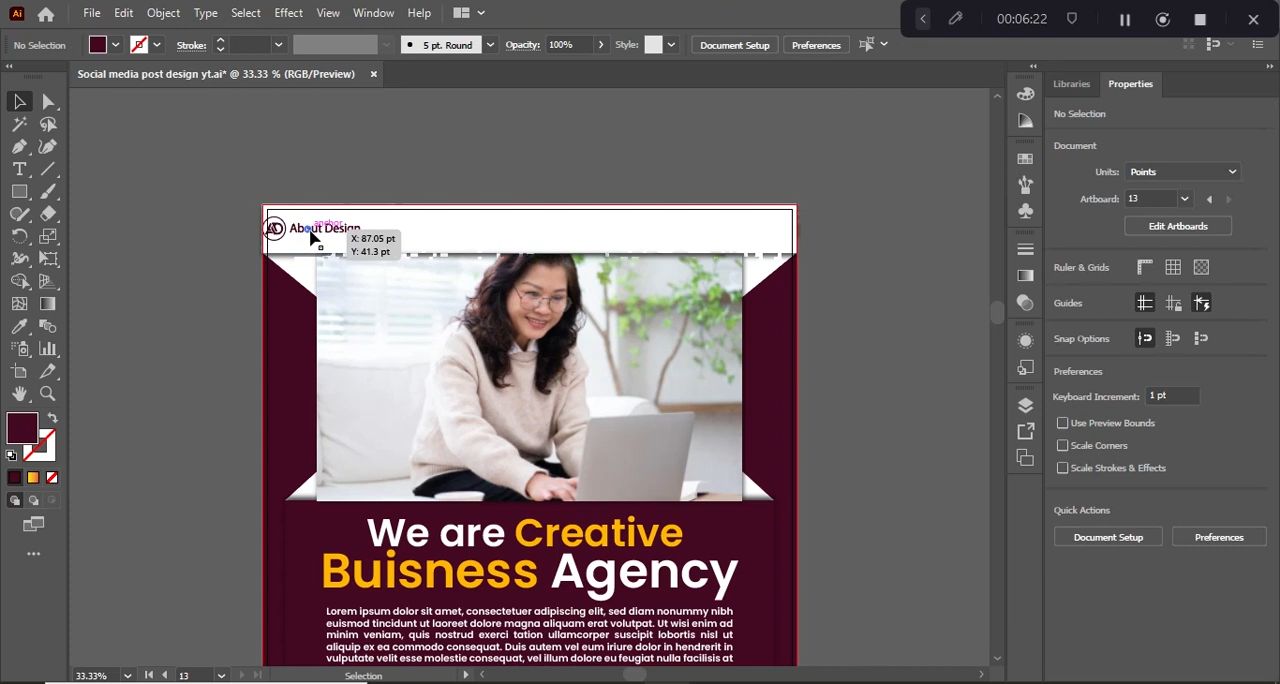 Ai File Edit Object Type Select Effect View Window Help
00:06:22
No Selection Stroke: 5 pt. Round Opacity: 100% Style: Document Setup Preferences
Social media post design yt.ai* @ 33.33 % (RGB/Preview)
AD About Design
anchor
X: 87.05 pt
Y: 41.3 pt
We are Creative
Buisness Agency
Lorem ipsum dolor sit amet, consectetuer adipiscing elit, sed diam nonummy nibh
euismod tincidunt ut laoreet dolore magna aliquam erat volutpat. Ut wisi enim ad
minim veniam, quis nostrud exerci tation ullamcorper suscipit lobortis nisl ut
aliquip ex ea commodo consequat. Duis autem vel eum iriure dolor in hendrerit in
vulputate velit esse molestie consequat, vel illum dolore eu feugiat nulla facilisis at
33.33% 13 Selection
Libraries Properties
No Selection
Document
Units: Points
Artboard: 13
Edit Artboards
Ruler & Grids
Guides
Snap Options
Preferences
Keyboard Increment: 1 pt
Use Preview Bounds
Scale Corners
Scale Strokes & Effects
Quick Actions
Document Setup Preferences